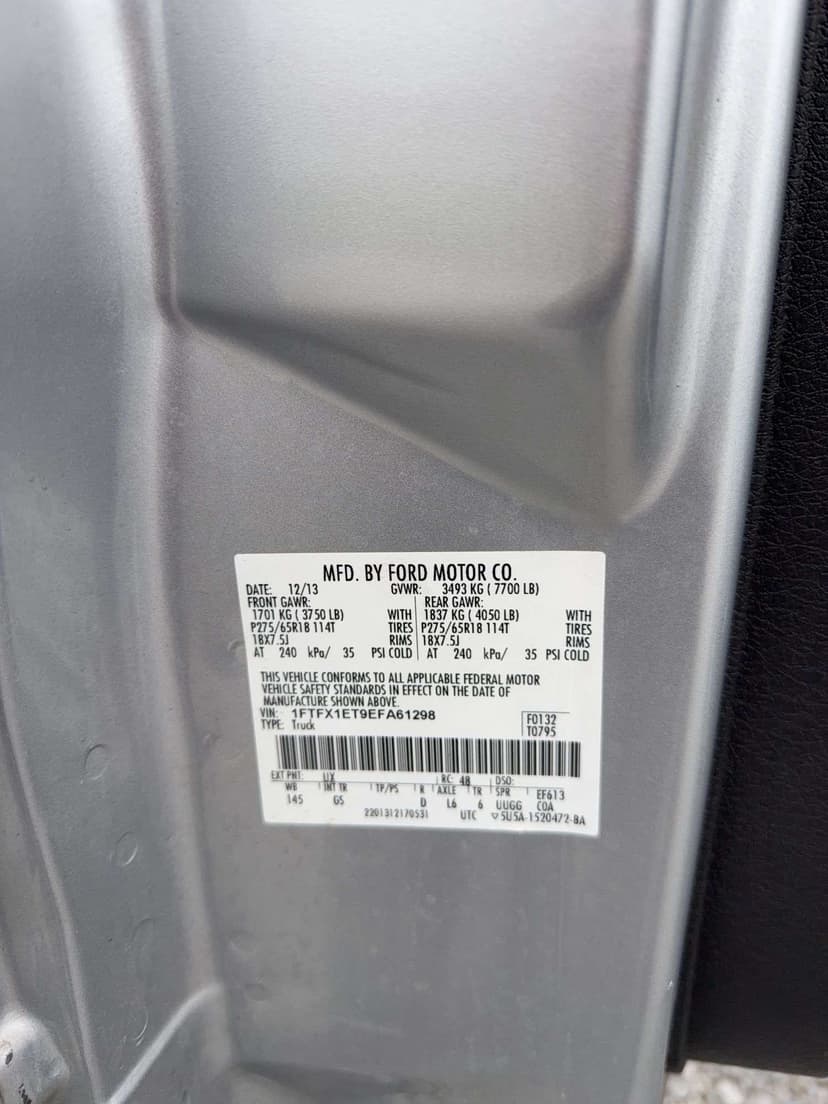 MFD. BY FORD MOTOR CO.
DATE: 12/13 GVWR: 3493 KG ( 7700 LB)
FRONT GAWR: REAR GAWR:
1701 KG ( 3750 LB) WITH 1837 KG ( 4050 LB) WITH
P275/65R18 114T TIRES P275/65R18 114T TIRES
18X7.5J RIMS 18X7.5J RIMS
AT 240 kPa/ 35 PSI COLD AT 240 kPa/ 35 PSI COLD
THIS VEHICLE CONFORMS TO ALL APPLICABLE FEDERAL MOTOR
VEHICLE SAFETY STANDARDS IN EFFECT ON THE DATE OF
MANUFACTURE SHOWN ABOVE.
VIN: 1FTFX1ET9EFA61298 F0132
TYPE: Truck T0795
EXT PNT: UX RC: 48 DSO:
WB INT TR TP/PS R AXLE TR SPR EF613
145 GS D L6 6 UUGG COA
2201312170531 UTC ▽5U5A-1520472-BA